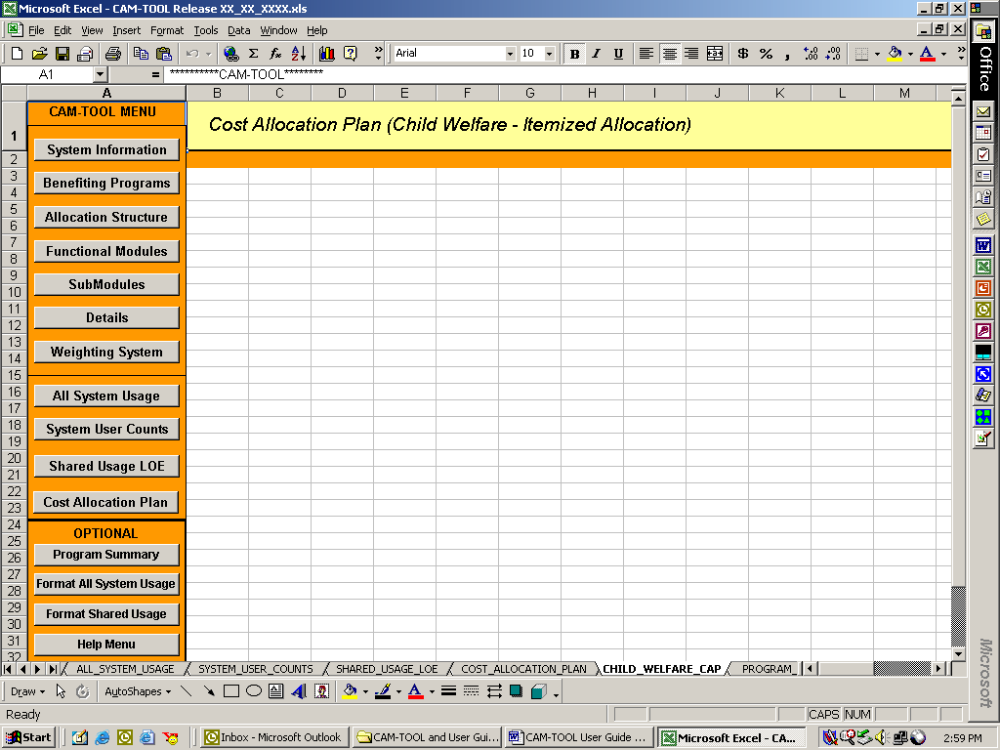 Microsoft Excel - CAM-TOOL Release XX_XX_XXXX.xls
File Edit View Insert Format Tools Data Window Help
Arial 10 B I U $ % ,
A1 = **********CAM-TOOL********
A B C D E F G H I J K L M
CAM-TOOL MENU
Cost Allocation Plan (Child Welfare - Itemized Allocation)
1
System Information
2
3
Benefiting Programs
4
5
Allocation Structure
6
7
Functional Modules
8
9
SubModules
10
11
Details
12
13
Weighting System
14
15
16
All System Usage
17
18
System User Counts
19
20
Shared Usage LOE
21
22
Cost Allocation Plan
23
24
OPTIONAL
25
Program Summary
26
27
Format All System Usage
28
29
Format Shared Usage
30
31
Help Menu
32
ALL_SYSTEM_USAGE SYSTEM_USER_COUNTS SHARED_USAGE_LOE COST_ALLOCATION_PLAN CHILD_WELFARE_CAP PROGRAM_
Draw AutoShapes
Ready CAPS NUM
Start Inbox - Microsoft Outlook CAM-TOOL and User Gui... CAM-TOOL User Guide ... Microsoft Excel - CA... 2:59 PM
Office
Microsoft